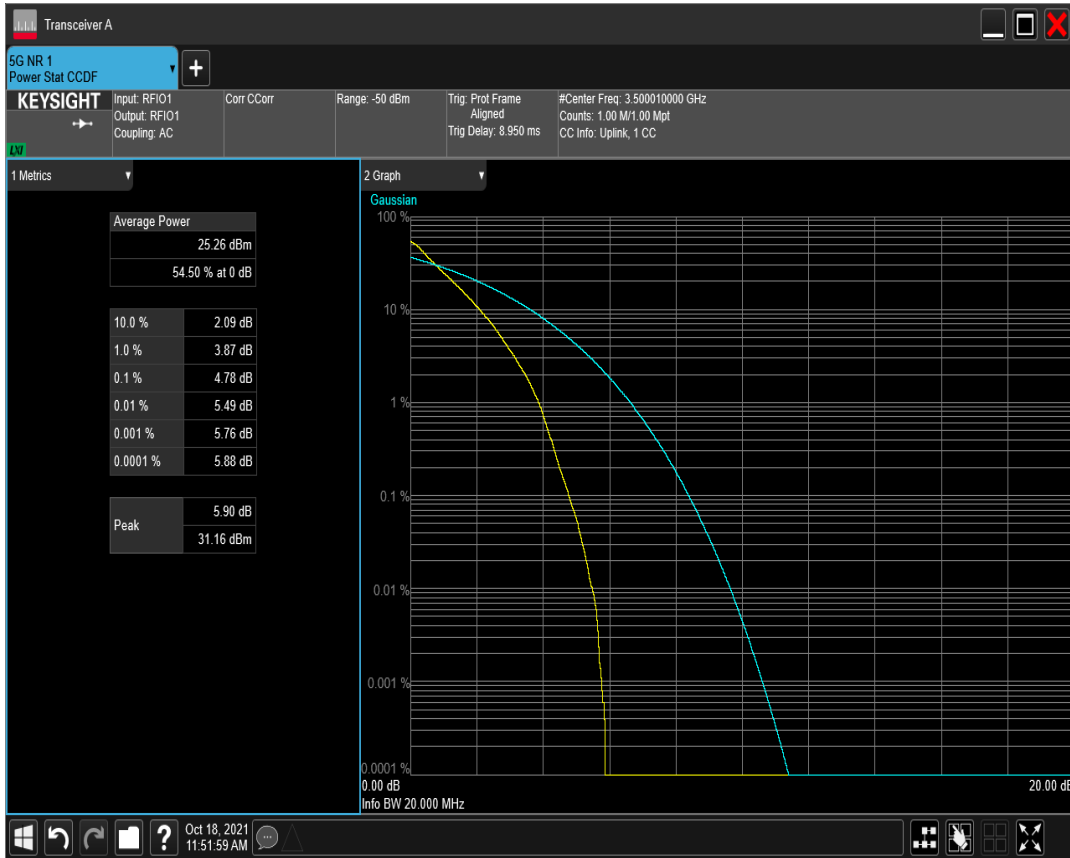 Transceiver A
5G NR 1
Power Stat CCDF
KEYSIGHT
LXI
Input: RFIO1
Output: RFIO1
Coupling: AC
Corr CCorr
Range: -50 dBm
Trig: Prot Frame
Aligned
Trig Delay: 8.950 ms
#Center Freq: 3.500010000 GHz
Counts: 1.00 M/1.00 Mpt
CC Info: Uplink, 1 CC
1 Metrics
Average Power
25.26 dBm
54.50 % at 0 dB
10.0 % 2.09 dB
1.0 % 3.87 dB
0.1 % 4.78 dB
0.01 % 5.49 dB
0.001 % 5.76 dB
0.0001 % 5.88 dB
Peak
5.90 dB
31.16 dBm
2 Graph
Gaussian
100 %
10 %
1 %
0.1 %
0.01 %
0.001 %
0.0001 %
0.00 dB 20.00 dB
Info BW 20.000 MHz
Oct 18, 2021
11:51:59 AM